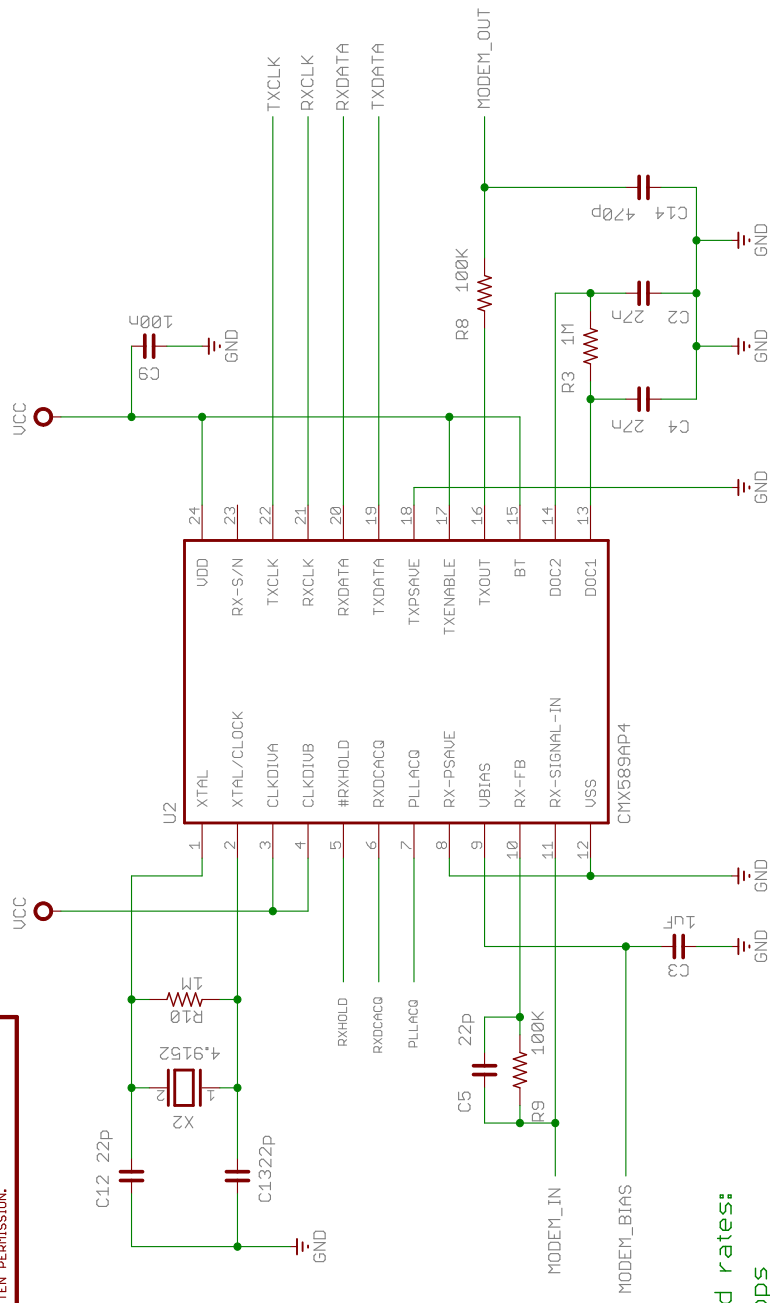 TXCLK
RXCLK
RXDATA
TXDATA
MODEM_OUT
VCC
C9
100n
GND
R8
100K
R3
1M
C14
470p
C2
27n
C4
27n
GND
GND
GND
24
23
22
21
20
19
18
17
16
15
14
13
VDD
RX-S/N
TXCLK
RXCLK
RXDATA
TXDATA
TXPSAVE
TXENABLE
TXOUT
BT
DOC2
DOC1
U2
CMX589AP4
XTAL
XTAL/CLOCK
CLKDIVA
CLKDIVB
#RXHOLD
RXDCACQ
PLLACQ
RX-PSAVE
VBIAS
RX-FB
RX-SIGNAL-IN
VSS
1
2
3
4
5
6
7
8
9
10
11
12
VCC
RXHOLD
RXDCACQ
PLLACQ
R10
1M
X2
4.9152
1
2
C12
22p
C13
22p
GND
C5
22p
R9
100K
C3
1uF
GND
GND
MODEM_IN
MODEM_BIAS
TEN PERMISSION.
d rates:
ops